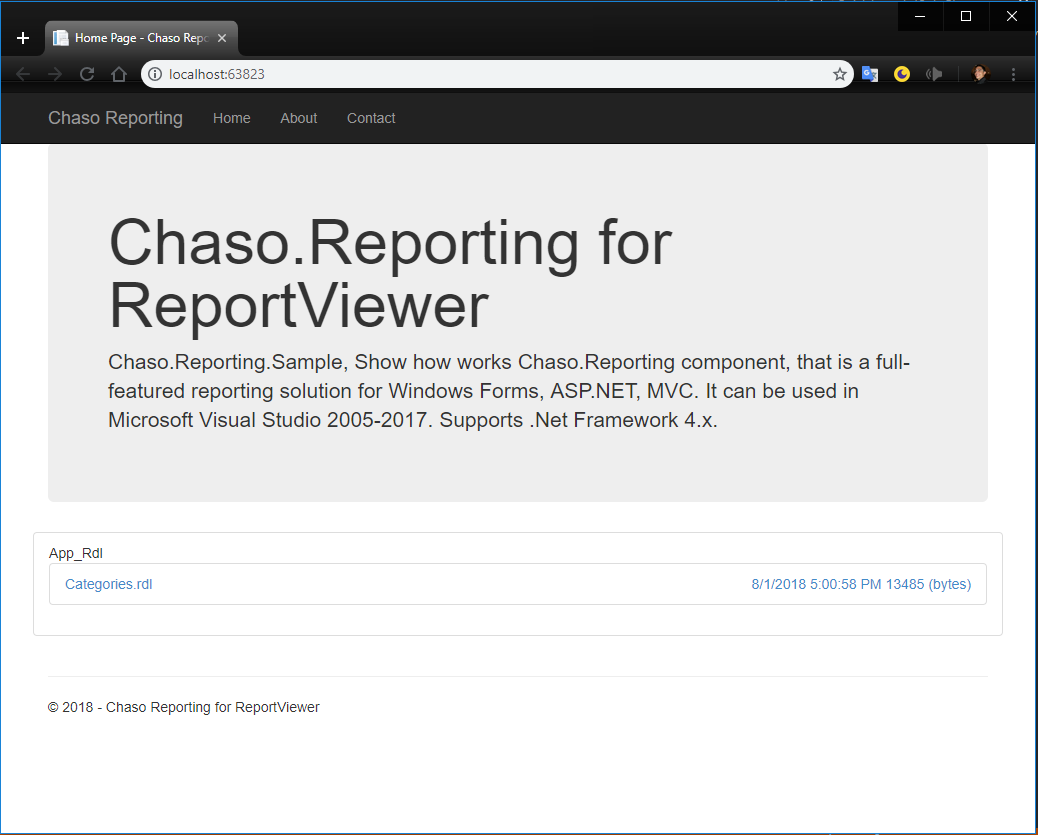 Home Page - Chaso Repo
localhost:63823
Chaso Reporting Home About Contact
Chaso.Reporting for
ReportViewer
Chaso.Reporting.Sample, Show how works Chaso.Reporting component, that is a full-
featured reporting solution for Windows Forms, ASP.NET, MVC. It can be used in
Microsoft Visual Studio 2005-2017. Supports .Net Framework 4.x.
App_Rdl
Categories.rdl 8/1/2018 5:00:58 PM 13485 (bytes)
© 2018 - Chaso Reporting for ReportViewer